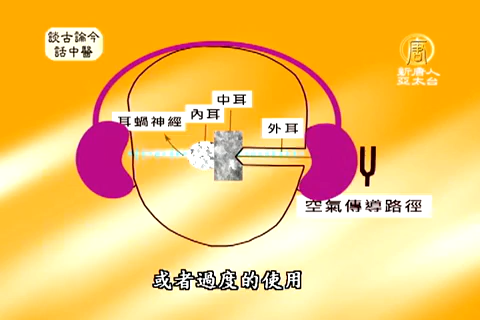 談古論今
話中醫
唐
新唐人
亞太台
中耳
內耳
耳蝸神經
外耳
空氣傳導路徑
或者過度的使用